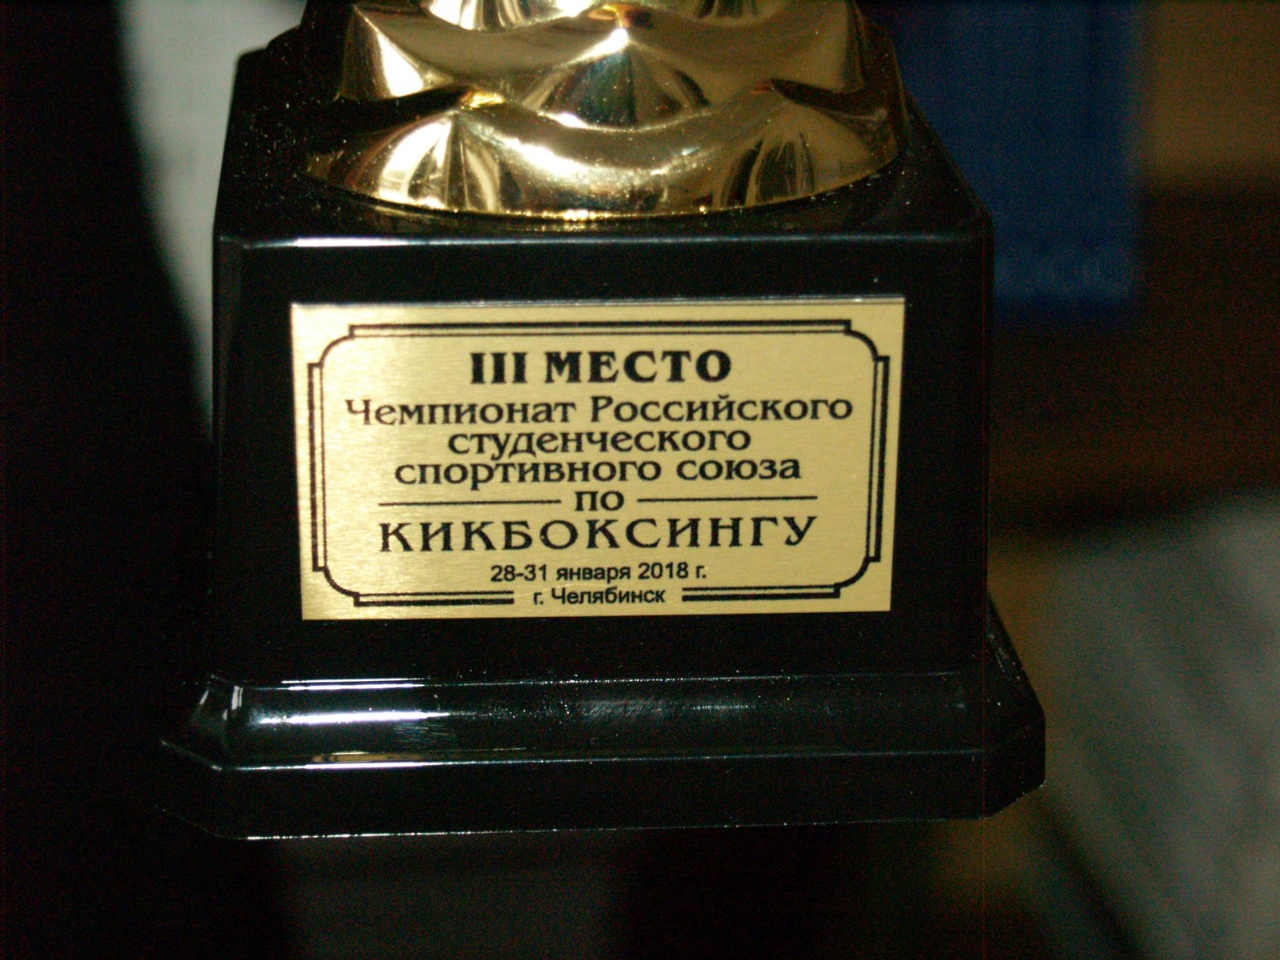 III МЕСТО
Чемпионат Российского
студенческого
спортивного союза
по
КИКБОКСИНГУ
28-31 января 2018 г.
г. Челябинск